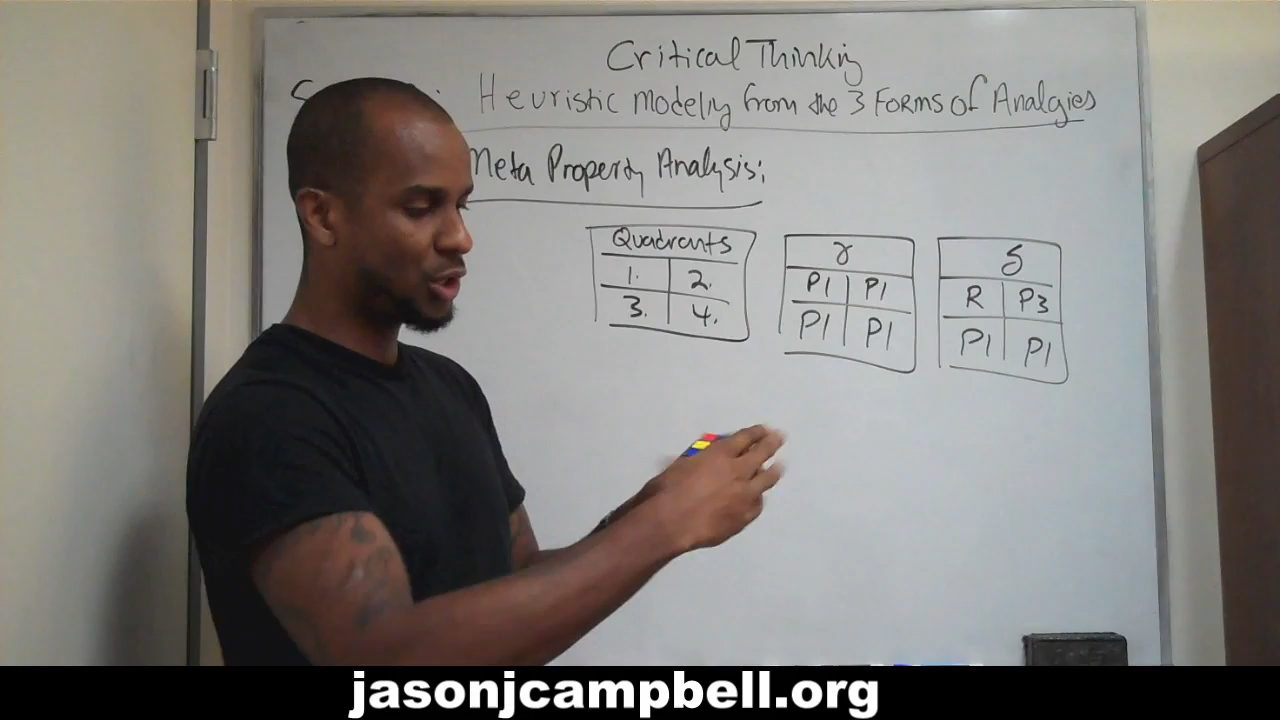 Critical Thinking
Heuristic Modeling from the 3 Forms of Analgies
Meta Property Analysis:
Quadrants
1. 2.
3. 4.
γ
P1 P1
P1 P1
δ
R P3
P1 P1
jasonjcampbell.org